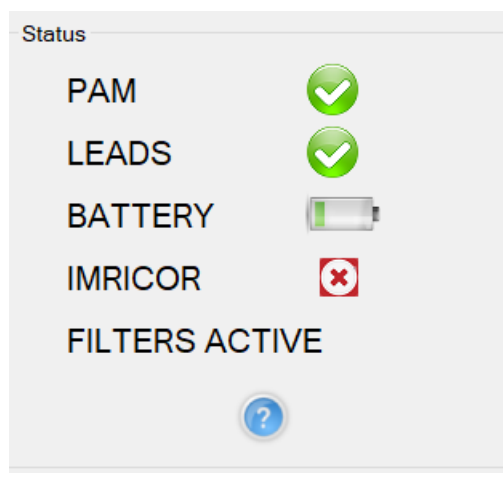 Status
PAM
LEADS
BATTERY
IMRICOR
FILTERS ACTIVE
?